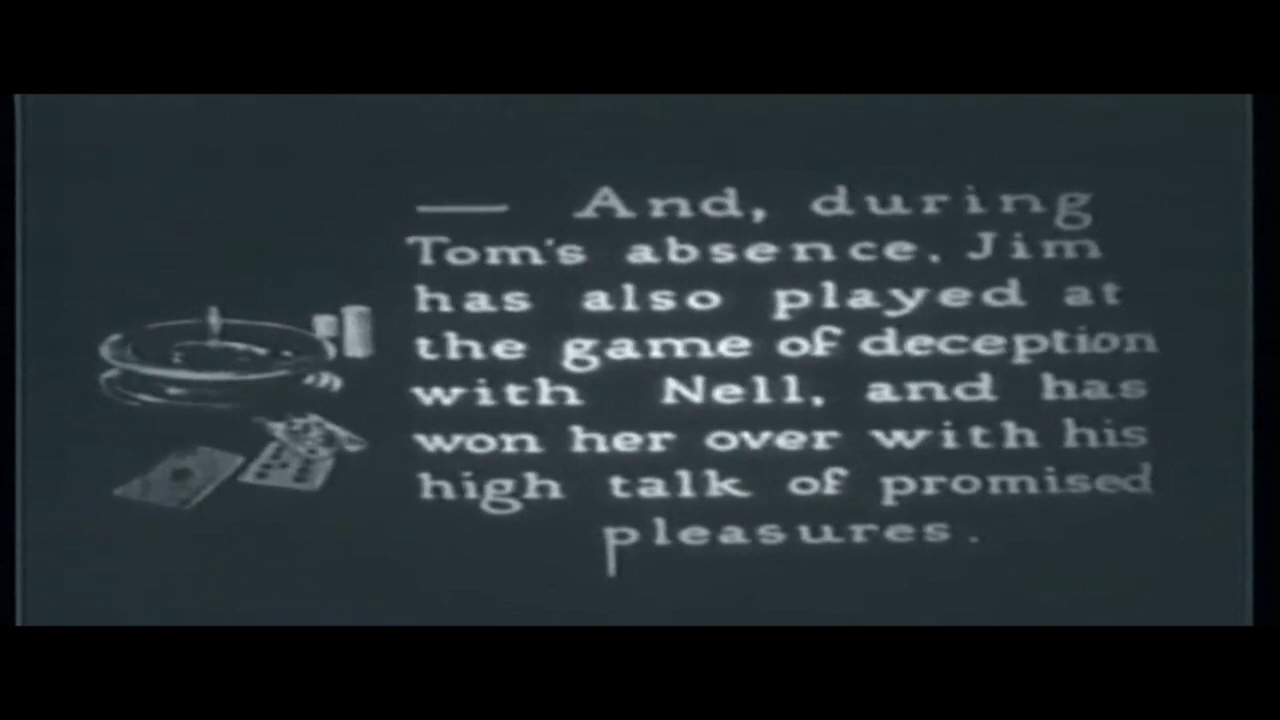 — And, during
Tom's absence, Jim
has also played at
the game of deception
with Nell, and has
won her over with his
high talk of promised
pleasures.